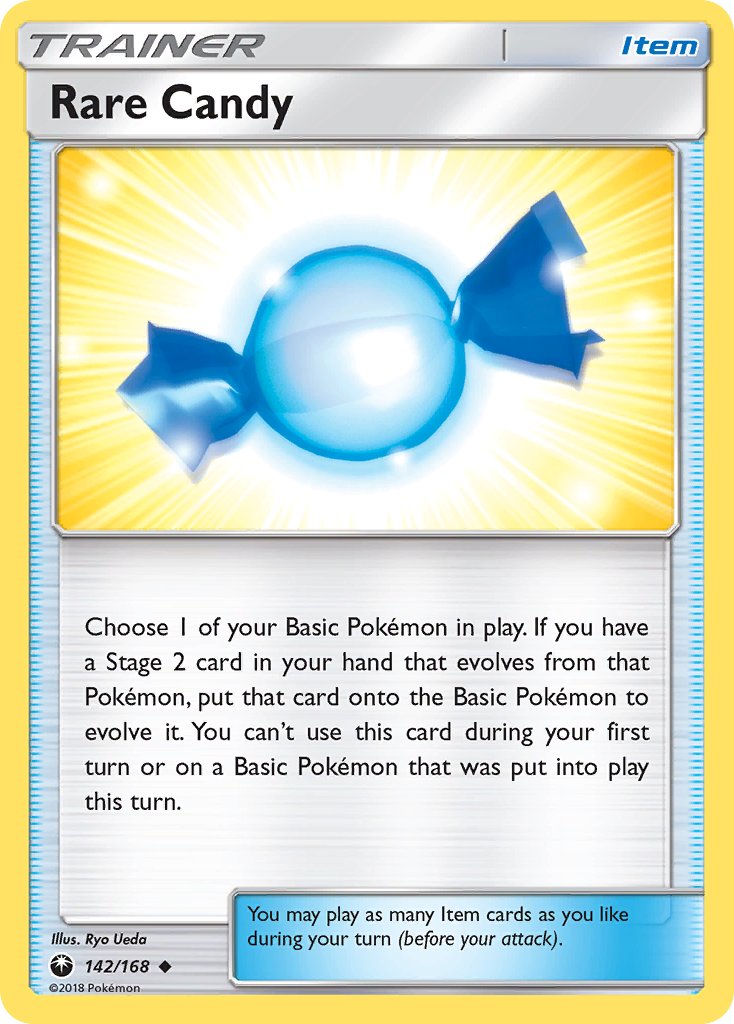 TRAINER
Item
Rare Candy
Choose 1 of your Basic Pokémon in play. If you have
a Stage 2 card in your hand that evolves from that
Pokémon, put that card onto the Basic Pokémon to
evolve it. You can’t use this card during your first
turn or on a Basic Pokémon that was put into play
this turn.
You may play as many Item cards as you like
during your turn (before your attack).
Illus. Ryo Ueda
142/168
©2018 Pokémon